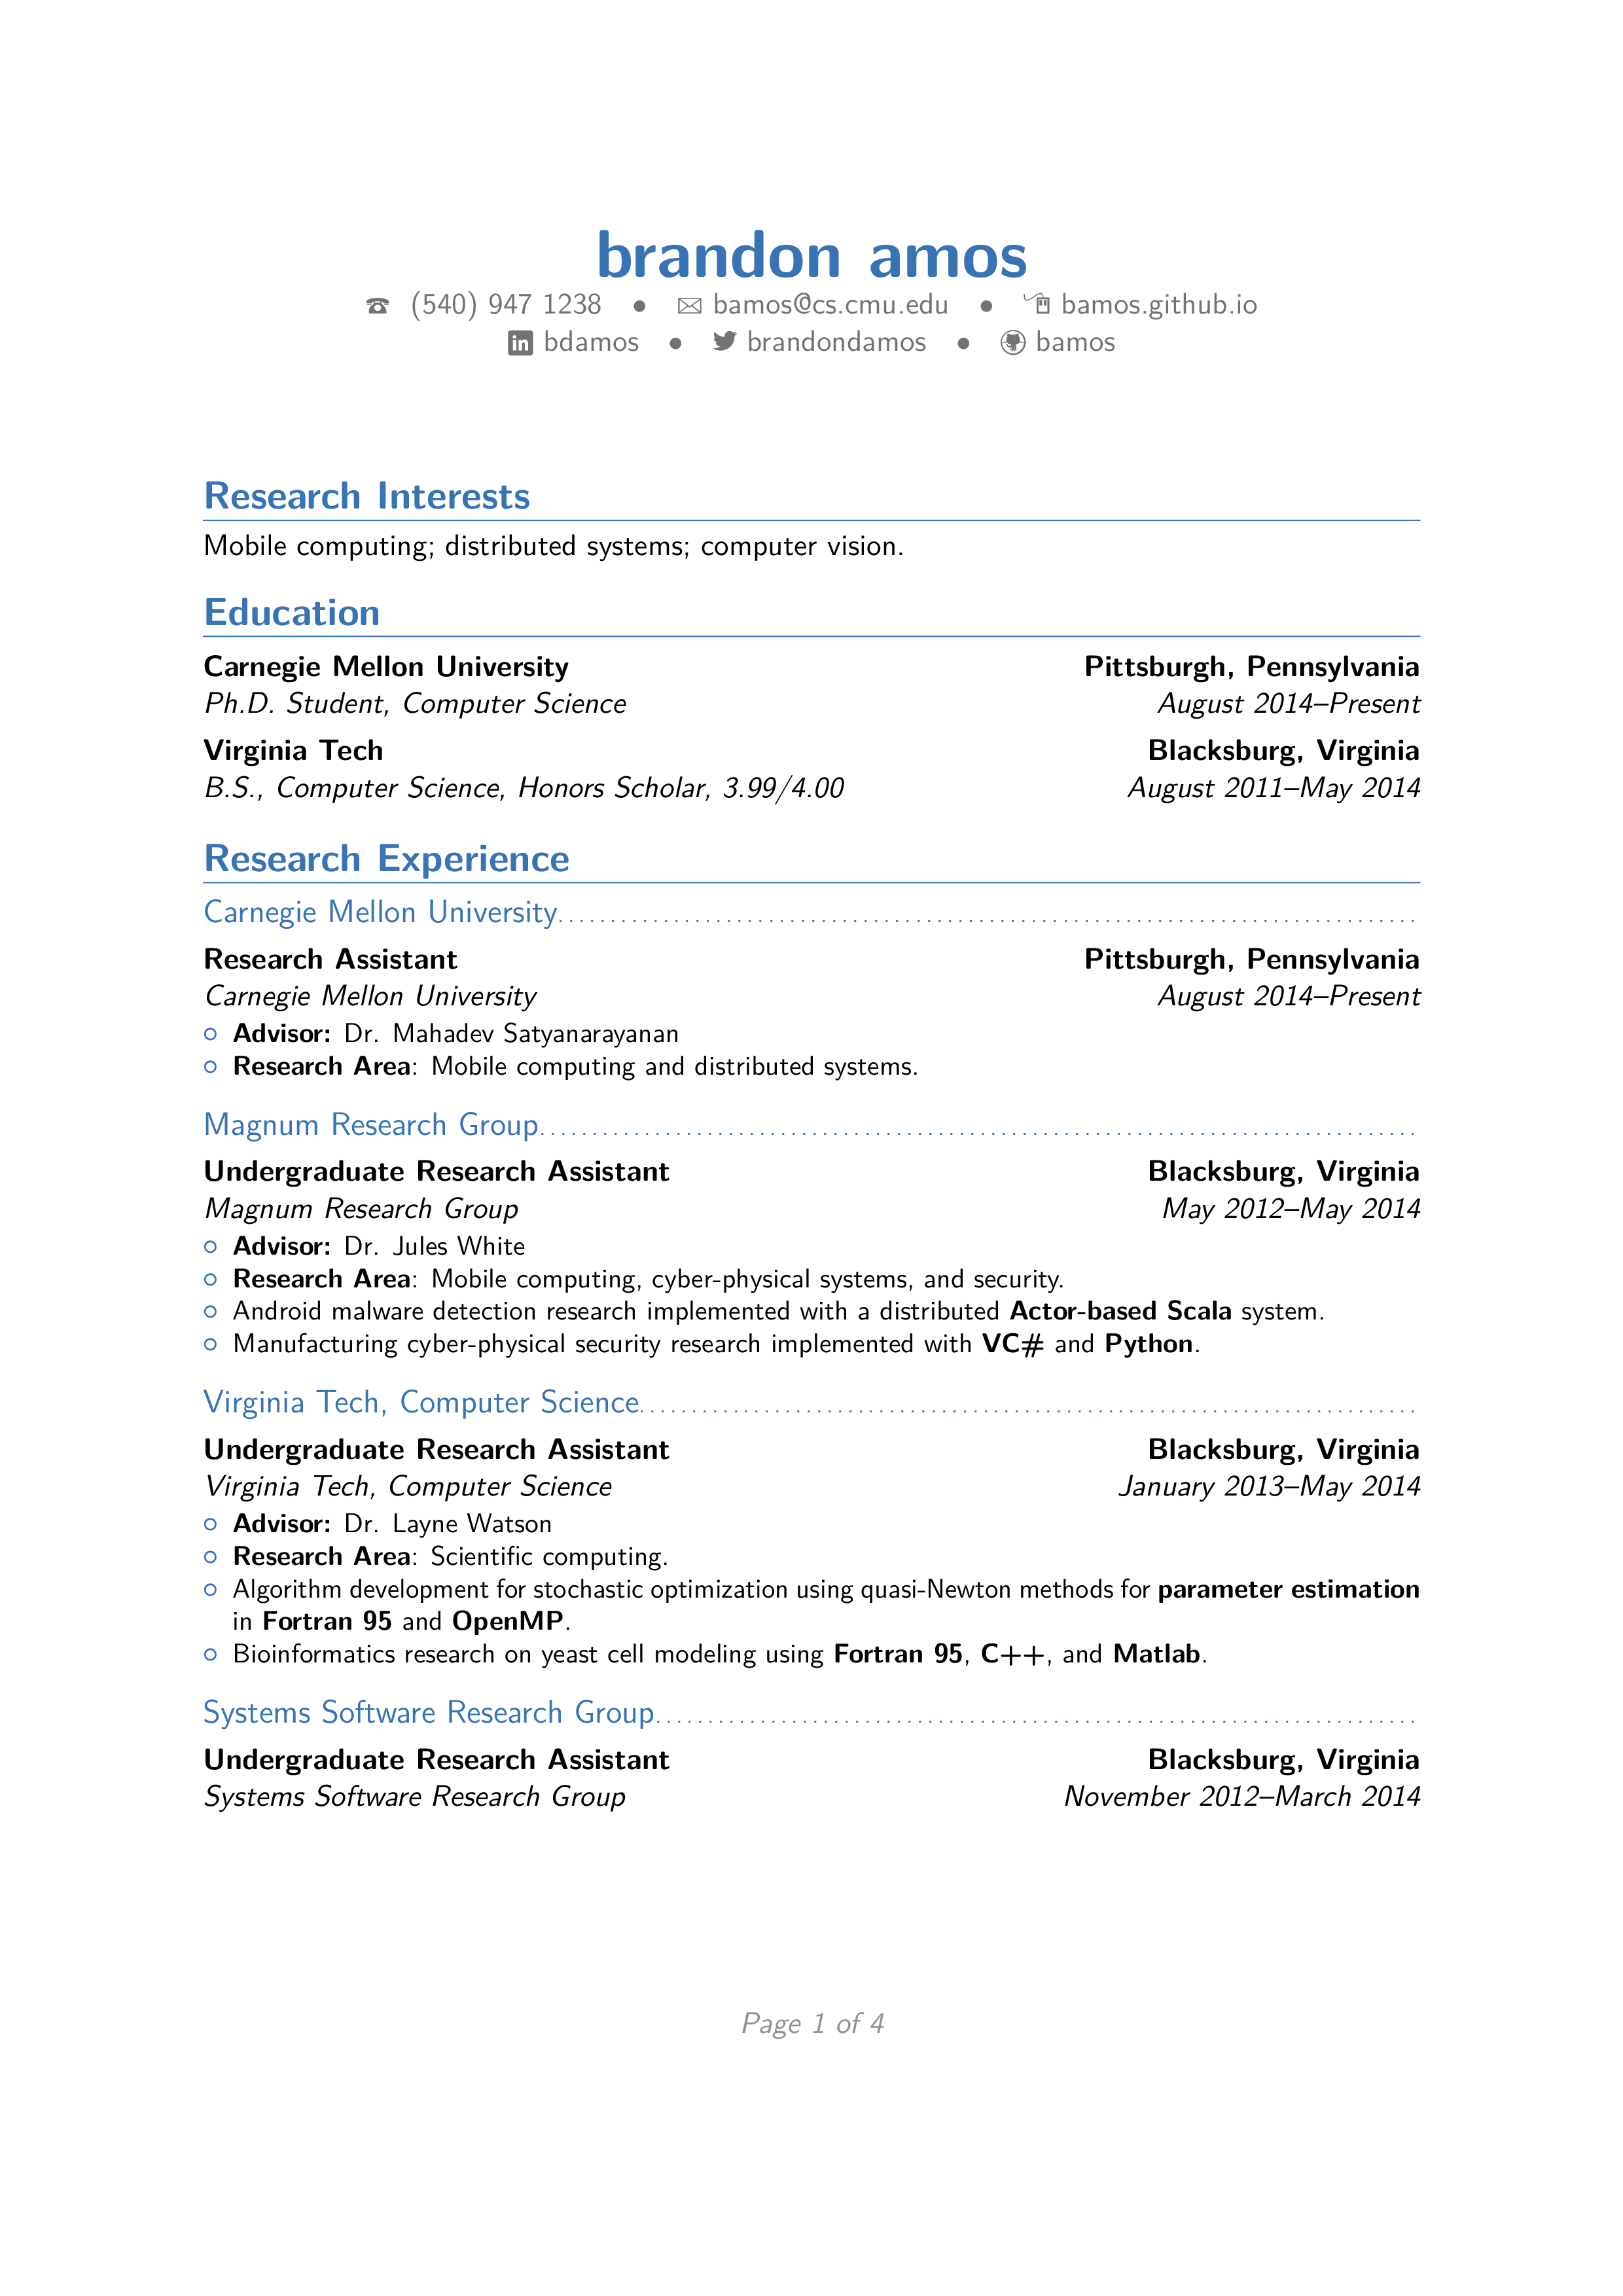 brandon amos
(540) 947 1238 • bamos@cs.cmu.edu • bamos.github.io
bdamos • brandondamos • bamos
Research Interests
Mobile computing; distributed systems; computer vision.
Education
Carnegie Mellon University Pittsburgh, Pennsylvania
Ph.D. Student, Computer Science August 2014–Present
Virginia Tech Blacksburg, Virginia
B.S., Computer Science, Honors Scholar, 3.99/4.00 August 2011–May 2014
Research Experience
Carnegie Mellon University
Research Assistant Pittsburgh, Pennsylvania
Carnegie Mellon University August 2014–Present
Advisor: Dr. Mahadev Satyanarayanan
Research Area: Mobile computing and distributed systems.
Magnum Research Group
Undergraduate Research Assistant Blacksburg, Virginia
Magnum Research Group May 2012–May 2014
Advisor: Dr. Jules White
Research Area: Mobile computing, cyber-physical systems, and security.
Android malware detection research implemented with a distributed Actor-based Scala system.
Manufacturing cyber-physical security research implemented with VC# and Python.
Virginia Tech, Computer Science
Undergraduate Research Assistant Blacksburg, Virginia
Virginia Tech, Computer Science January 2013–May 2014
Advisor: Dr. Layne Watson
Research Area: Scientific computing.
Algorithm development for stochastic optimization using quasi-Newton methods for parameter estimation
in Fortran 95 and OpenMP.
Bioinformatics research on yeast cell modeling using Fortran 95, C++, and Matlab.
Systems Software Research Group
Undergraduate Research Assistant Blacksburg, Virginia
Systems Software Research Group November 2012–March 2014
Page 1 of 4